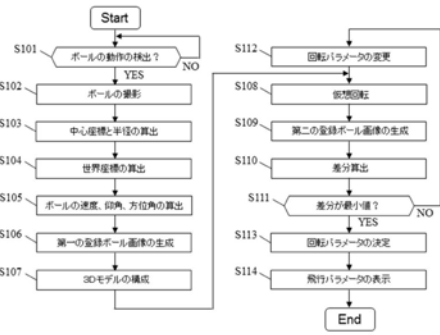 Start
S101
ボールの動作の検出？
NO
YES
S102
ボールの撮影
S103
中心座標と半径の算出
S104
世界座標の算出
S105
ボールの速度、仰角、方位角の算出
S106
第一の登録ボール画像の生成
S107
3Dモデルの構成
S112
回転パラメータの変更
S108
仮想回転
S109
第二の登録ボール画像の生成
S110
差分算出
S111
差分が最小値？
NO
YES
S113
回転パラメータの決定
S114
飛行パラメータの表示
End